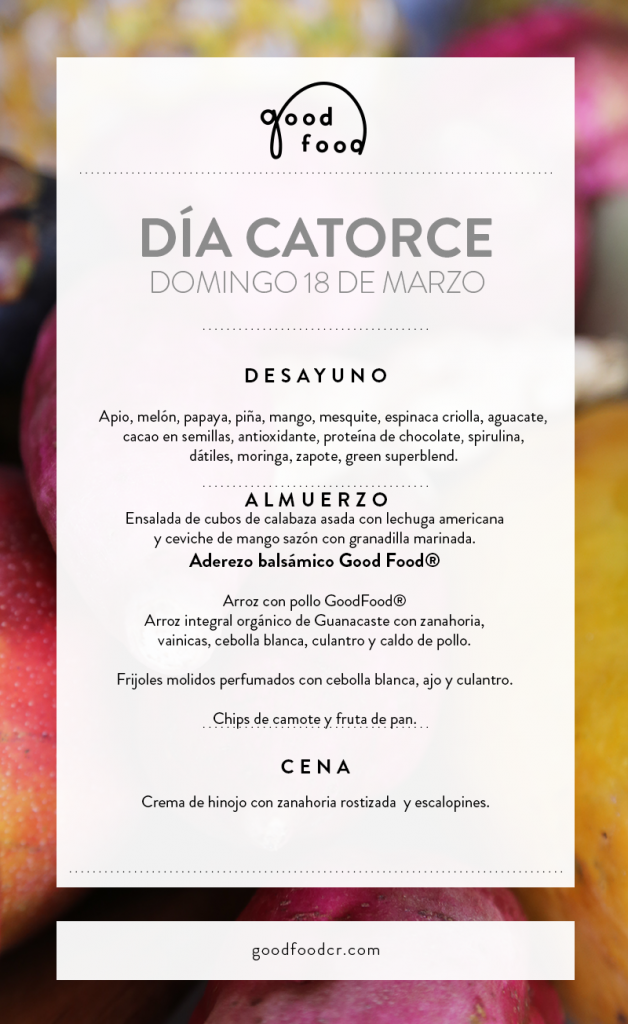 good
food
DÍA CATORCE
DOMINGO 18 DE MARZO
DESAYUNO
Apio, melón, papaya, piña, mango, mesquite, espinaca criolla, aguacate,
cacao en semillas, antioxidante, proteína de chocolate, spirulina,
dátiles, moringa, zapote, green superblend.
ALMUERZO
Ensalada de cubos de calabaza asada con lechuga americana
y ceviche de mango sazón con granadilla marinada.
Aderezo balsámico Good Food®
Arroz con pollo GoodFood®
Arroz integral orgánico de Guanacaste con zanahoria,
vainicas, cebolla blanca, culantro y caldo de pollo.
Frijoles molidos perfumados con cebolla blanca, ajo y culantro.
Chips de camote y fruta de pan.
CENA
Crema de hinojo con zanahoria rostizada y escalopines.
goodfoodcr.com